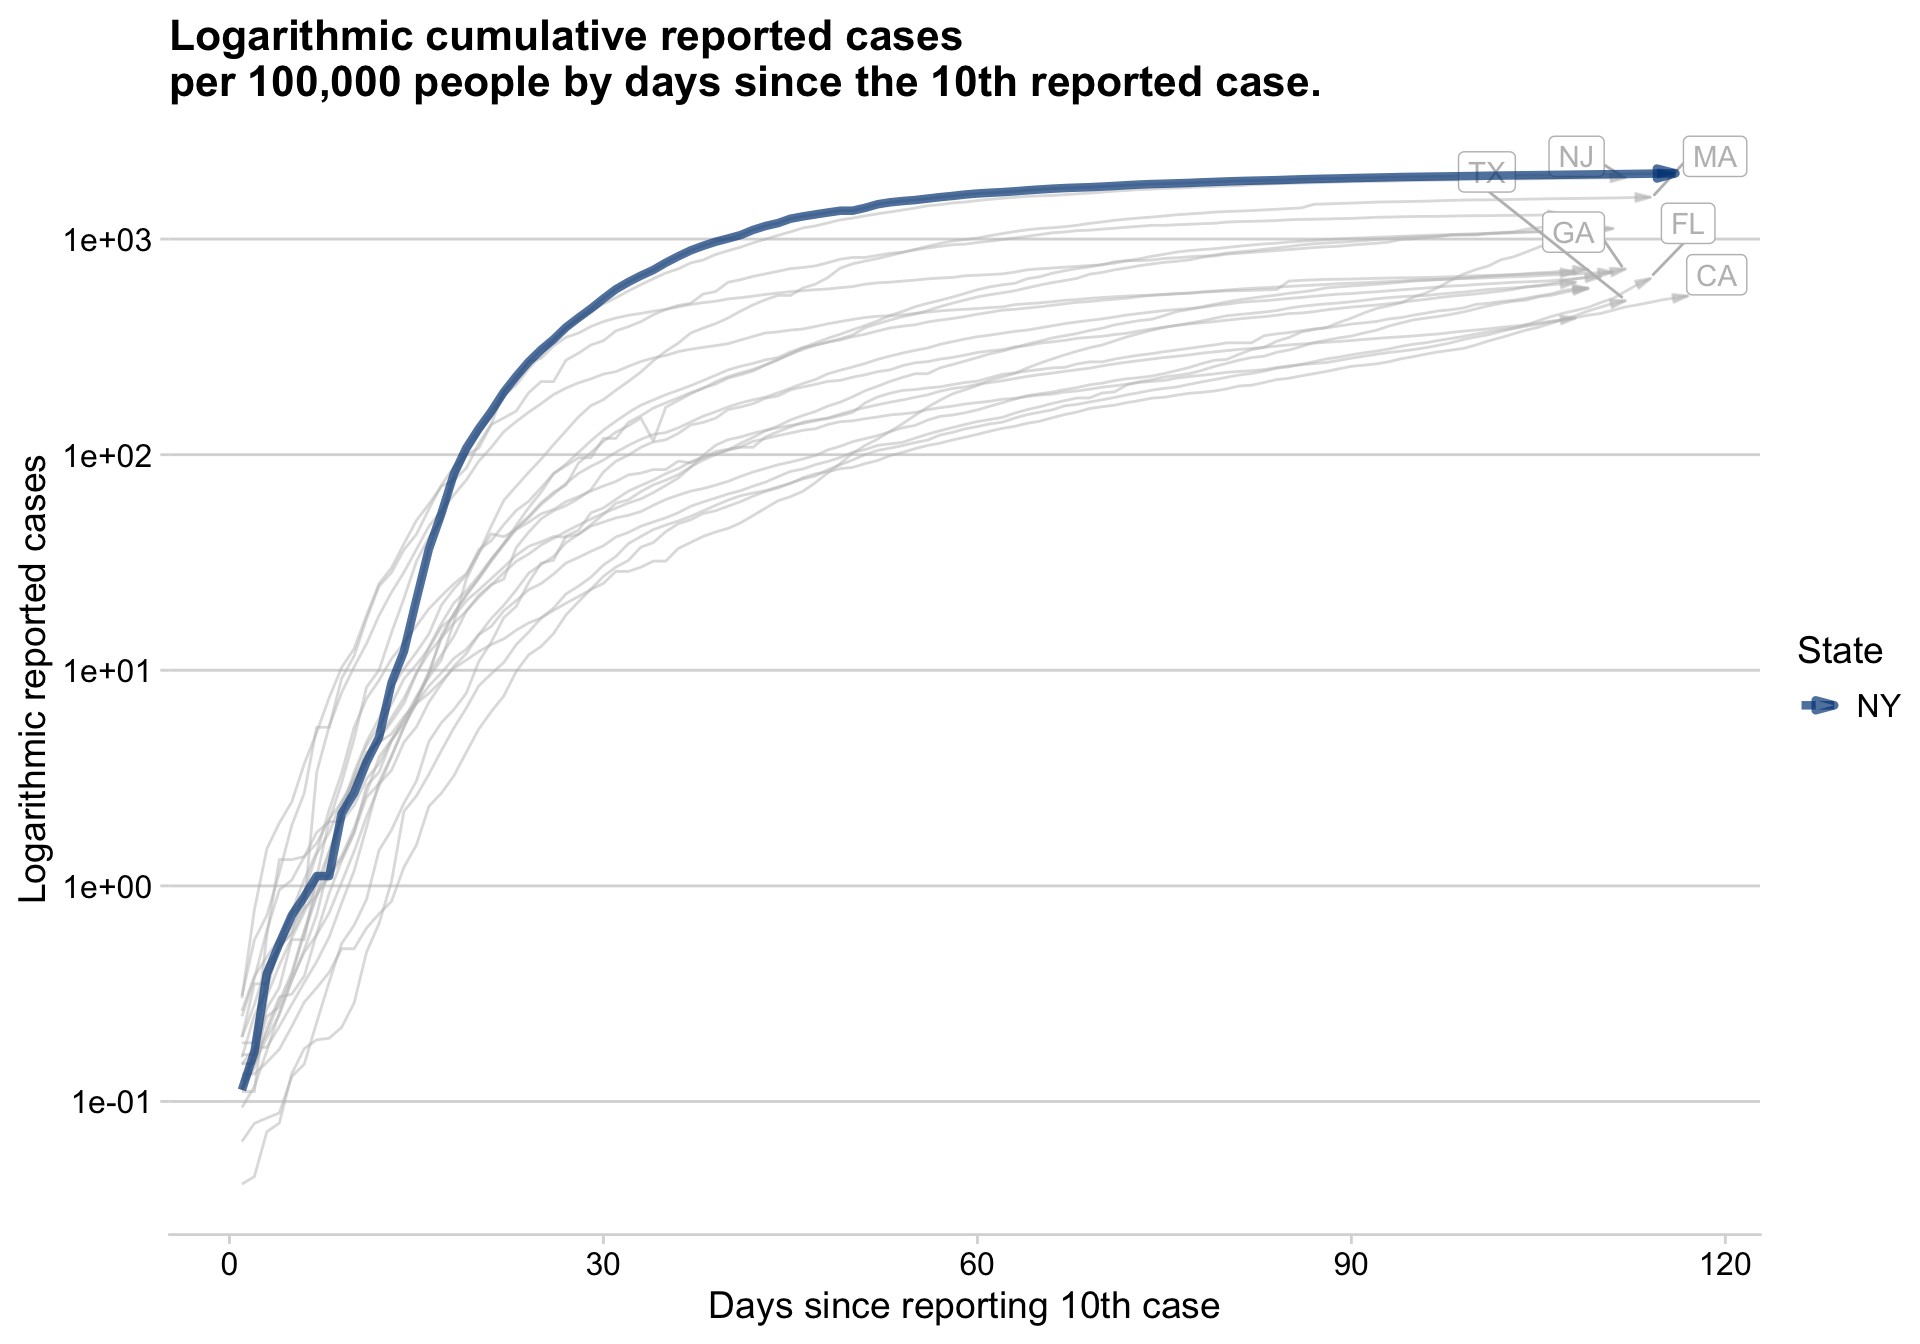 Logarithmic cumulative reported cases
per 100,000 people by days since the 10th reported case.
NJ
MA
TX
FL
GA
CA
1e+03
1e+02
1e+01
1e+00
1e-01
Logarithmic reported cases
State
NY
0 30 60 90 120
Days since reporting 10th case